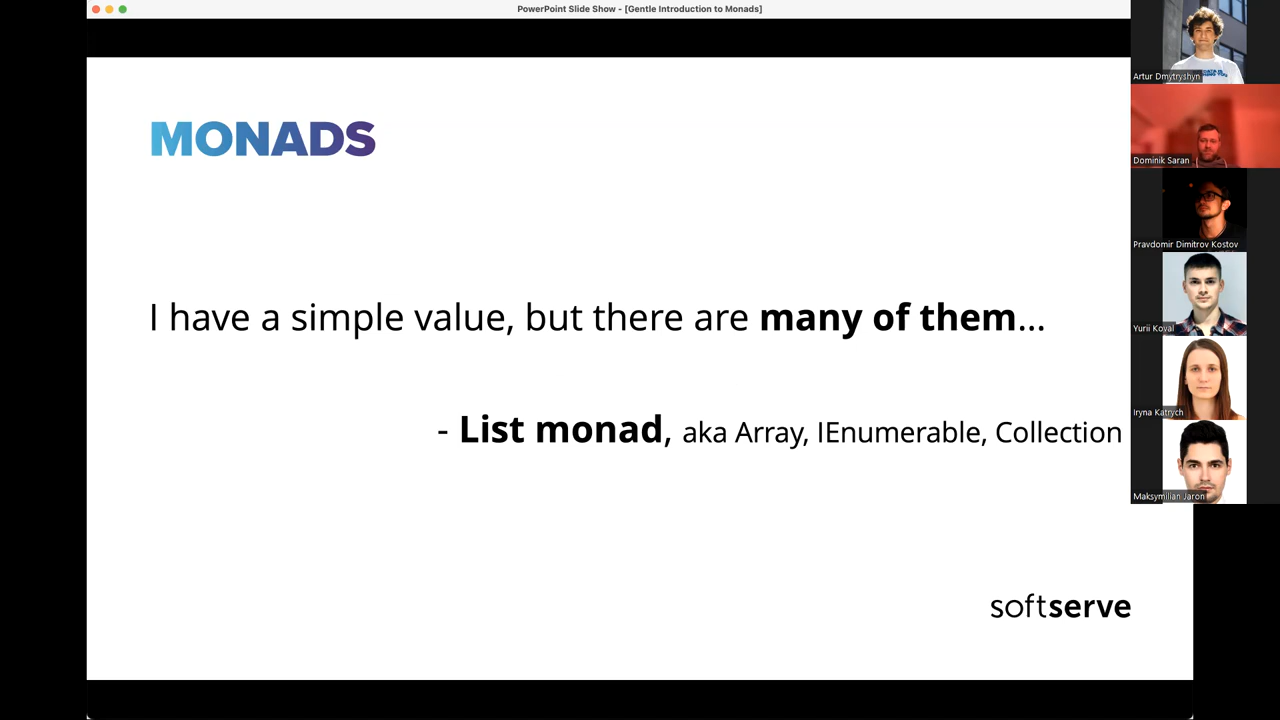 PowerPoint Slide Show - [Gentle Introduction to Monads]
MONADS
I have a simple value, but there are many of them...
- List monad, aka Array, IEnumerable, Collection
softserve
Artur Dmytryshyn
Dominik Saran
Pravdomir Dimitrov Kostov
Yurii Koval
Iryna Katrych
Maksymilian Jaron